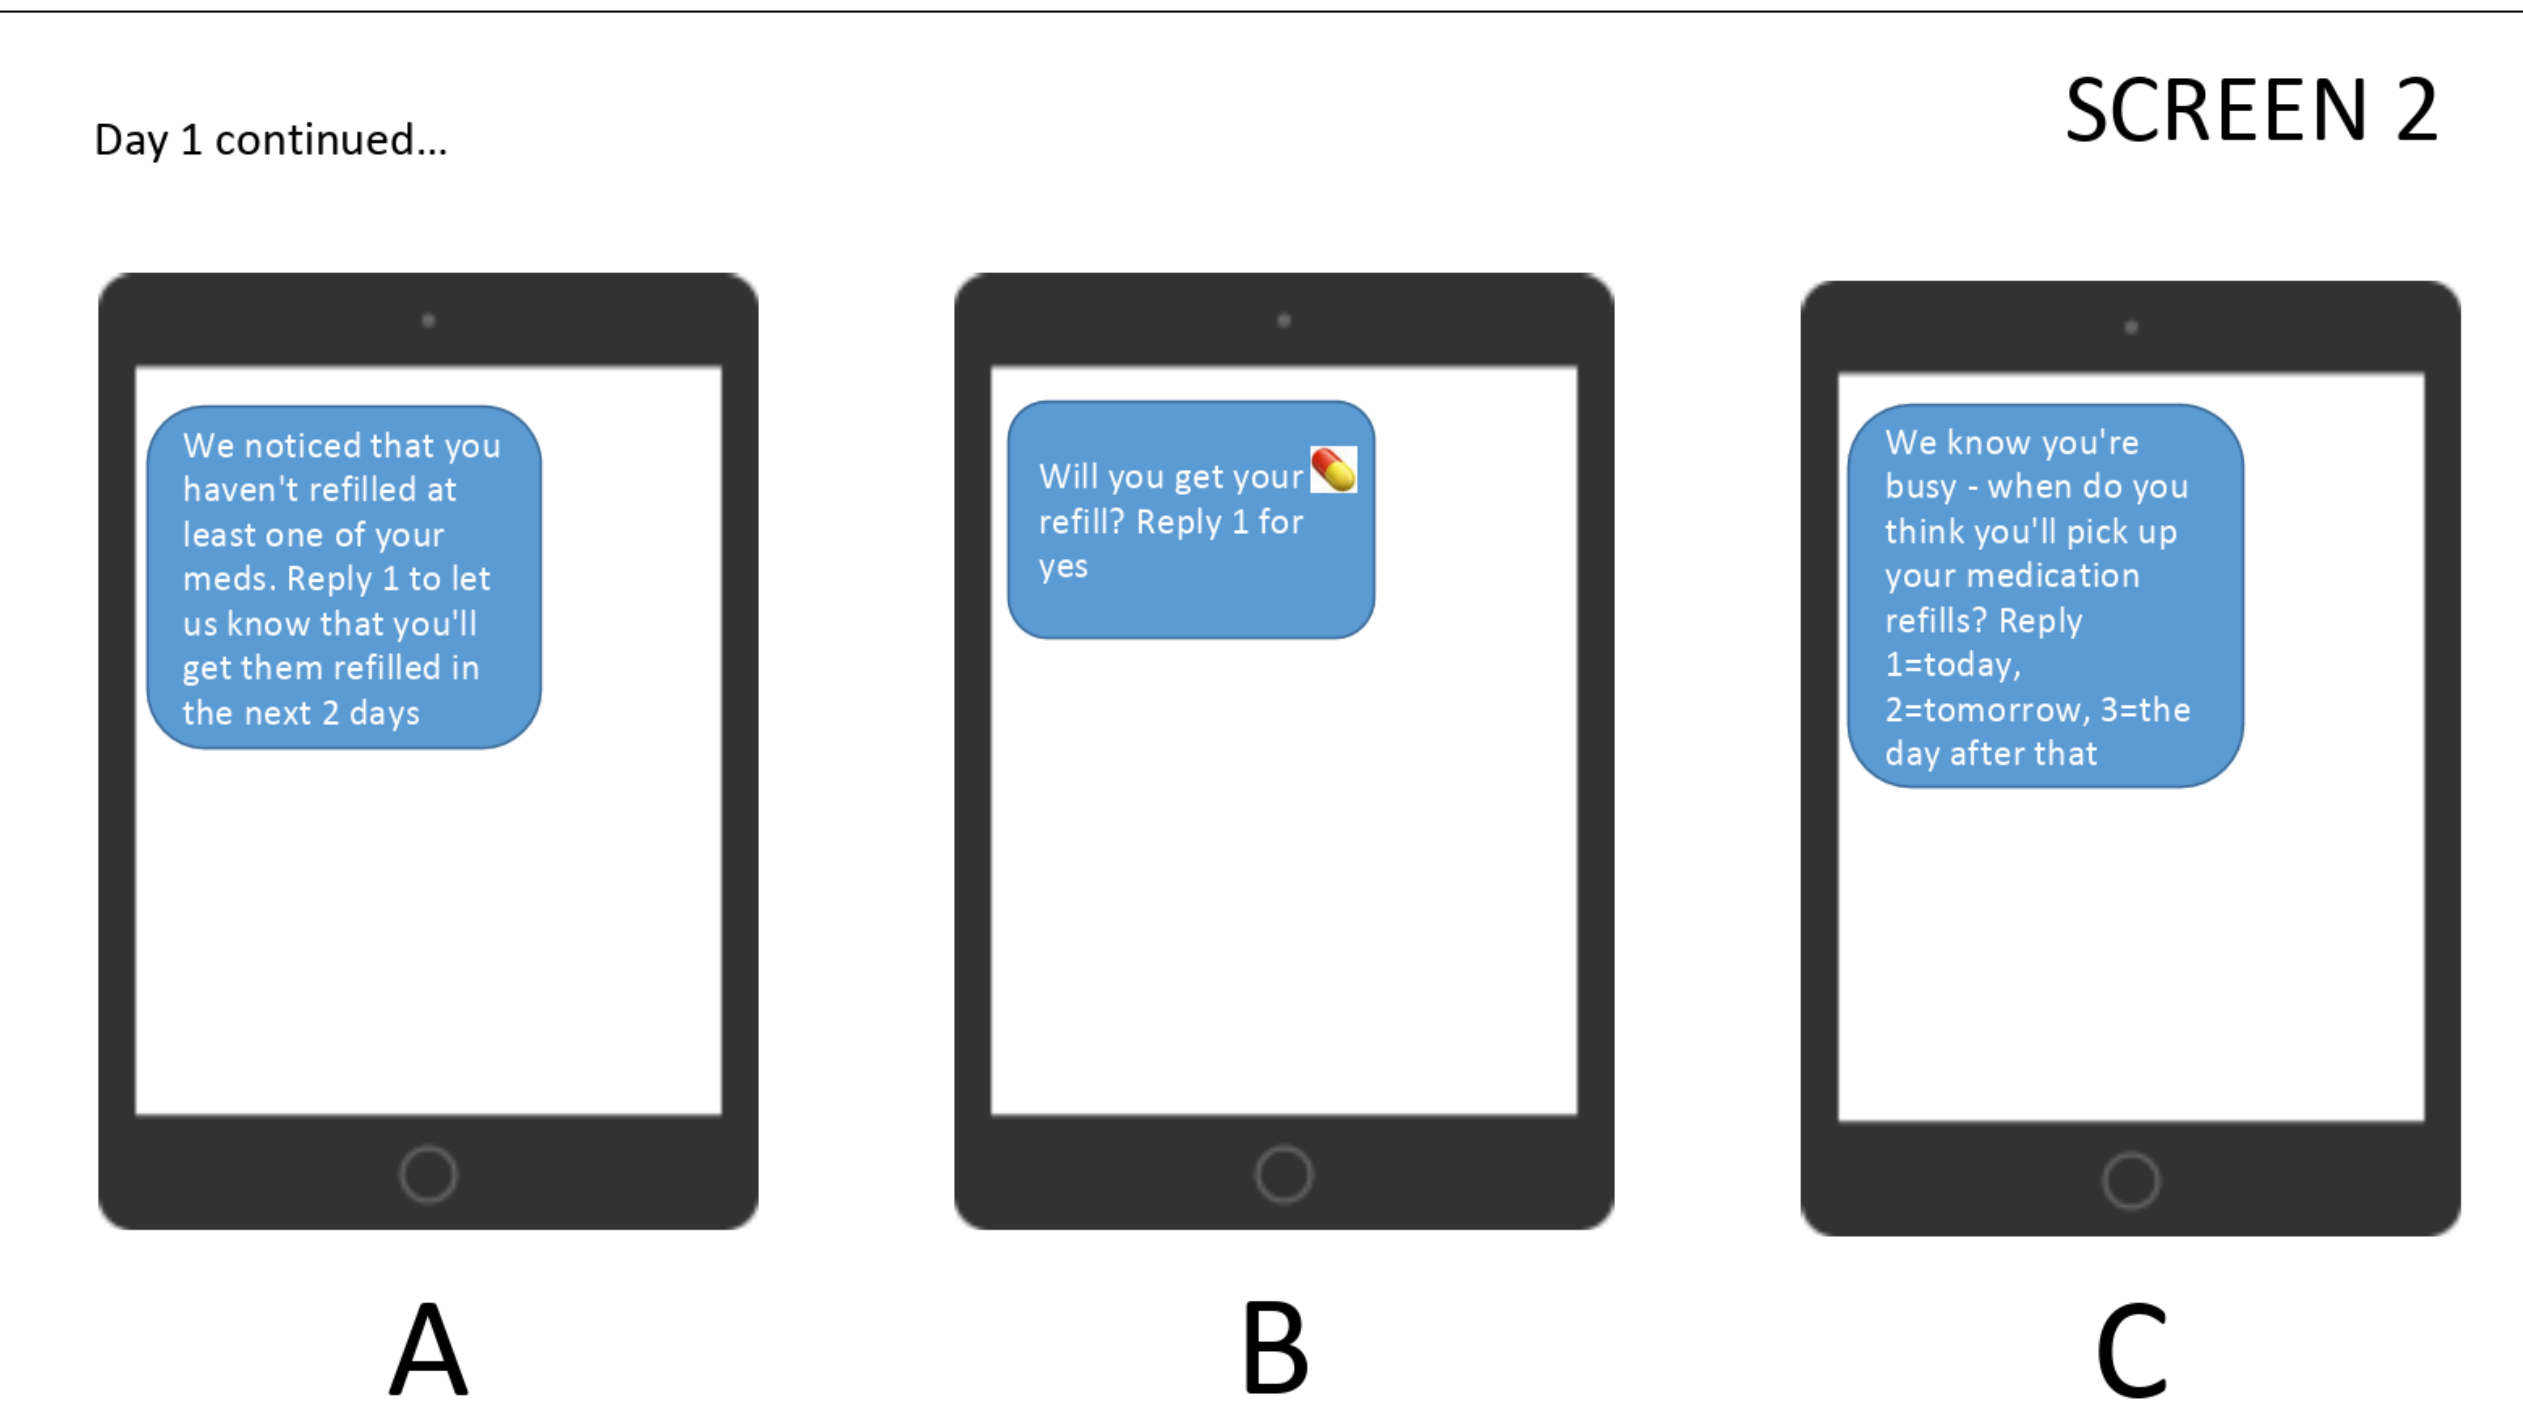 SCREEN 2
Day 1 continued...
We noticed that you
haven't refilled at
least one of your
meds. Reply 1 to let
us know that you'll
get them refilled in
the next 2 days
Will you get your
refill? Reply 1 for
yes
We know you're
busy - when do you
think you'll pick up
your medication
refills? Reply
1=today,
2=tomorrow, 3=the
day after that
A
B
C